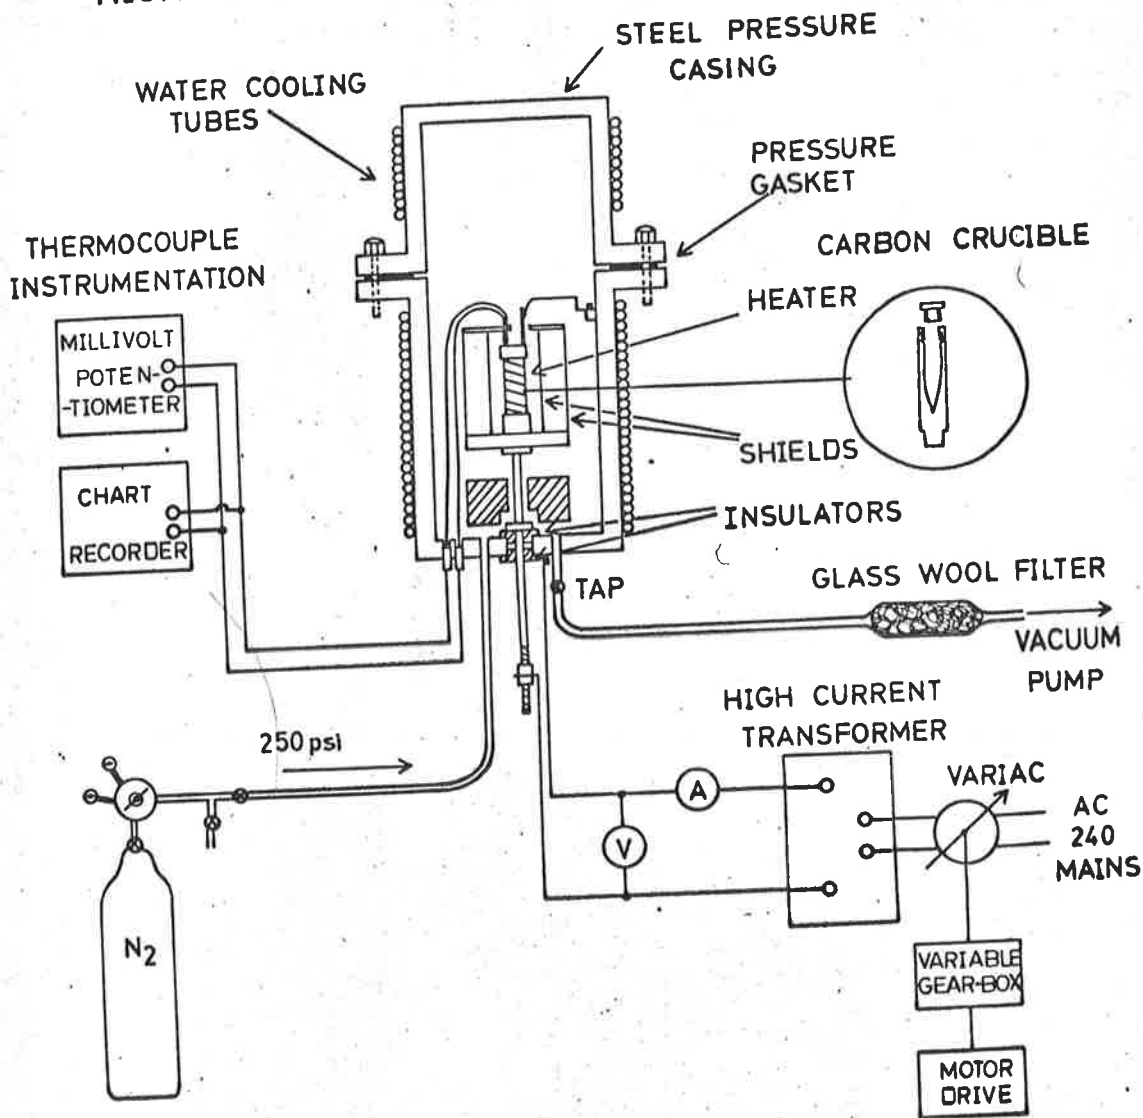 STEEL PRESSURE
CASING
WATER COOLING
TUBES
PRESSURE
GASKET
THERMOCOUPLE
INSTRUMENTATION
CARBON CRUCIBLE
HEATER
MILLIVOLT
POTEN-
-TIOMETER
SHIELDS
CHART
RECORDER
INSULATORS
TAP
GLASS WOOL FILTER
VACUUM
PUMP
HIGH CURRENT
TRANSFORMER
250 psi
VARIAC
A
AC
240
MAINS
V
N2
VARIABLE
GEAR-BOX
MOTOR
DRIVE